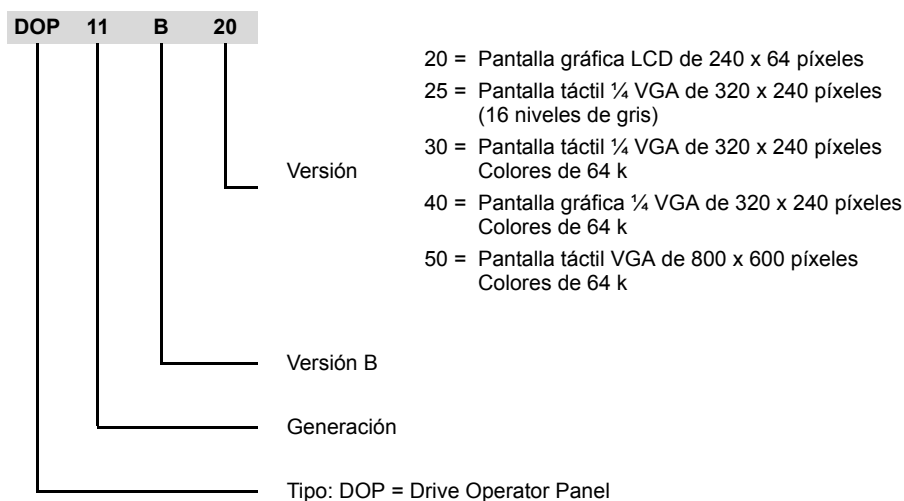 DOP 11 B 20
20 = Pantalla gráfica LCD de 240 x 64 píxeles
25 = Pantalla táctil ¼ VGA de 320 x 240 píxeles
(16 niveles de gris)
30 = Pantalla táctil ¼ VGA de 320 x 240 píxeles
Colores de 64 k
40 = Pantalla gráfica ¼ VGA de 320 x 240 píxeles
Colores de 64 k
50 = Pantalla táctil VGA de 800 x 600 píxeles
Colores de 64 k
Versión
Versión B
Generación
Tipo: DOP = Drive Operator Panel